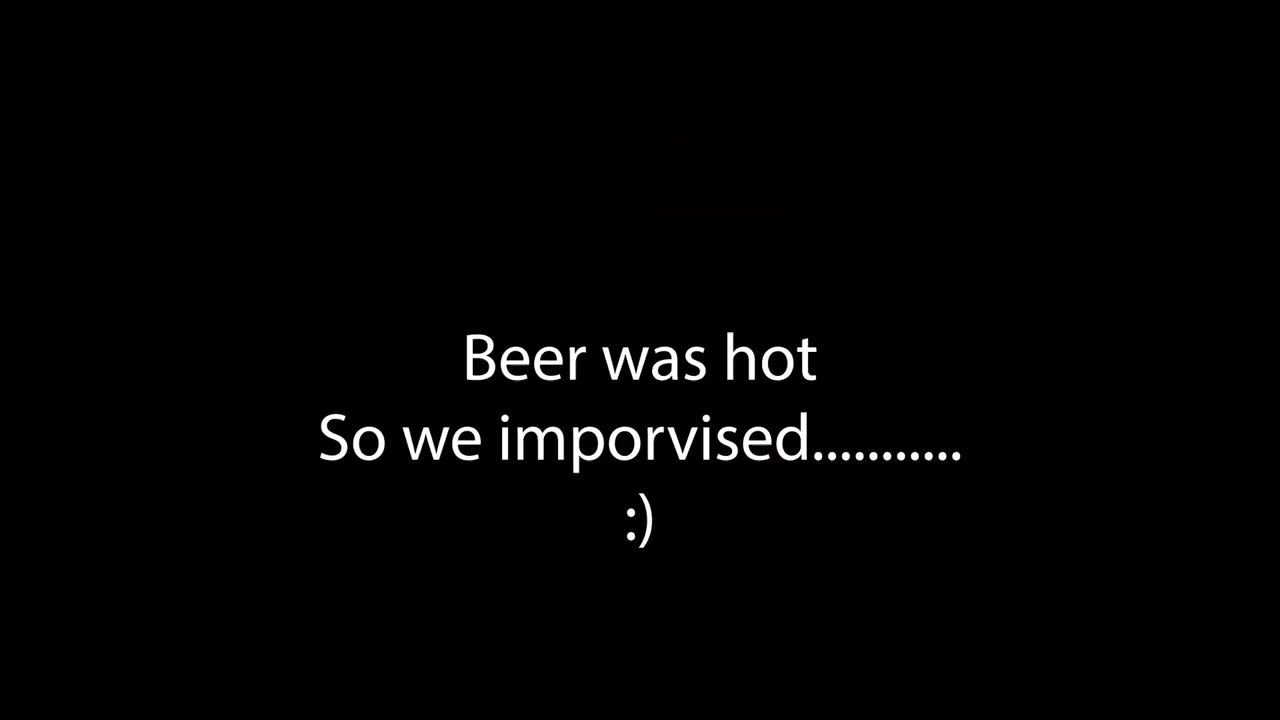 Beer was hot
So we imporvised...........
:)